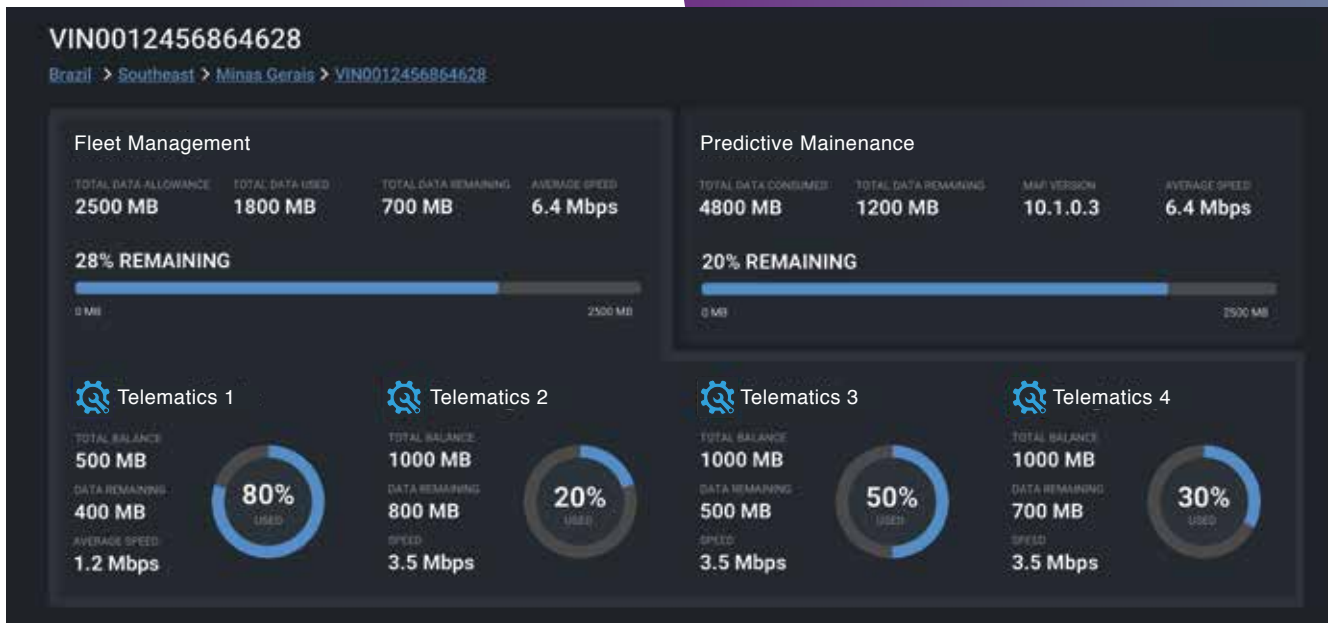 VIN0012456864628
Brazil > Southeast > Minas Gerais > VIN0012456864628
Fleet Management
TOTAL DATA ALLOWANCE TOTAL DATA USED TOTAL DATA REMAINING AVERAGE SPEED
2500 MB 1800 MB 700 MB 6.4 Mbps
28% REMAINING
0 MB 2500 MB
Predictive Mainenance
TOTAL DATA CONSUMED TOTAL DATA REMAINING MAP VERSION AVERAGE SPEED
4800 MB 1200 MB 10.1.0.3 6.4 Mbps
20% REMAINING
0 MB 2500 MB
Telematics 1
TOTAL BALANCE
500 MB
DATA REMAINING
400 MB
AVERAGE SPEED
1.2 Mbps
80%
USED
Telematics 2
TOTAL BALANCE
1000 MB
DATA REMAINING
800 MB
SPEED
3.5 Mbps
20%
USED
Telematics 3
TOTAL BALANCE
1000 MB
DATA REMAINING
500 MB
SPEED
3.5 Mbps
50%
USED
Telematics 4
TOTAL BALANCE
1000 MB
DATA REMAINING
700 MB
SPEED
3.5 Mbps
30%
USED